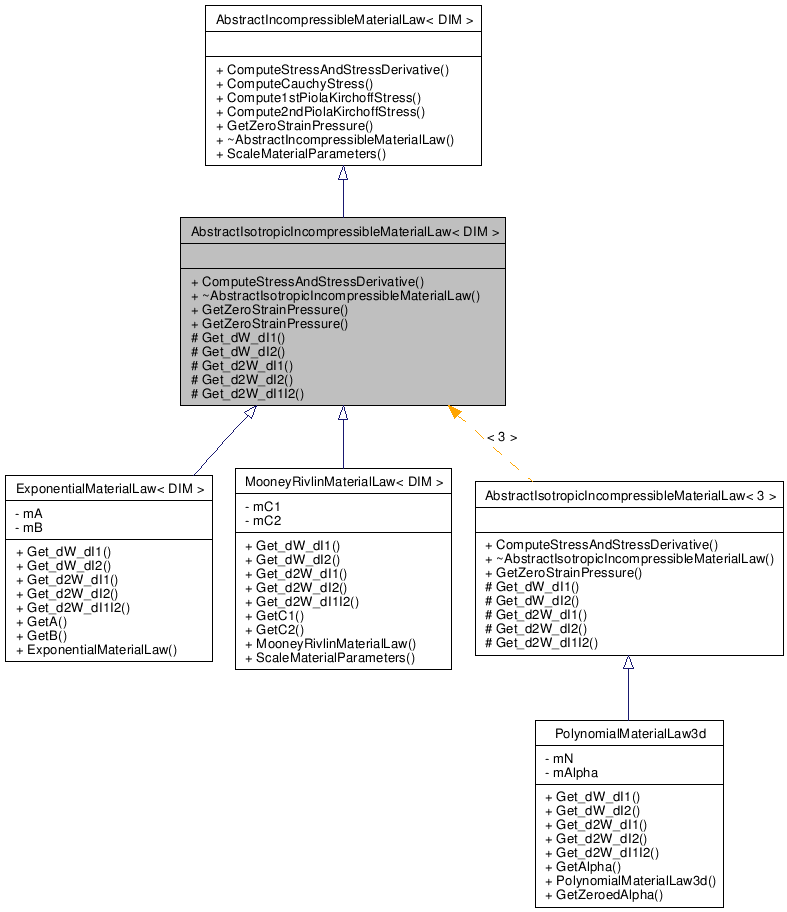 AbstractIncompressibleMaterialLaw< DIM >
+ ComputeStressAndStressDerivative()
+ ComputeCauchyStress()
+ Compute1stPiolaKirchoffStress()
+ Compute2ndPiolaKirchoffStress()
+ GetZeroStrainPressure()
+ ~AbstractIncompressibleMaterialLaw()
+ ScaleMaterialParameters()
AbstractIsotropicIncompressibleMaterialLaw< DIM >
+ ComputeStressAndStressDerivative()
+ ~AbstractIsotropicIncompressibleMaterialLaw()
+ GetZeroStrainPressure()
+ GetZeroStrainPressure()
# Get_dW_dI1()
# Get_dW_dI2()
# Get_d2W_dI1()
# Get_d2W_dI2()
# Get_d2W_dI1I2()
< 3 >
ExponentialMaterialLaw< DIM >
- mA
- mB
+ Get_dW_dI1()
+ Get_dW_dI2()
+ Get_d2W_dI1()
+ Get_d2W_dI2()
+ Get_d2W_dI1I2()
+ GetA()
+ GetB()
+ ExponentialMaterialLaw()
MooneyRivlinMaterialLaw< DIM >
- mC1
- mC2
+ Get_dW_dI1()
+ Get_dW_dI2()
+ Get_d2W_dI1()
+ Get_d2W_dI2()
+ Get_d2W_dI1I2()
+ GetC1()
+ GetC2()
+ MooneyRivlinMaterialLaw()
+ ScaleMaterialParameters()
AbstractIsotropicIncompressibleMaterialLaw< 3 >
+ ComputeStressAndStressDerivative()
+ ~AbstractIsotropicIncompressibleMaterialLaw()
+ GetZeroStrainPressure()
# Get_dW_dI1()
# Get_dW_dI2()
# Get_d2W_dI1()
# Get_d2W_dI2()
# Get_d2W_dI1I2()
PolynomialMaterialLaw3d
- mN
- mAlpha
+ Get_dW_dI1()
+ Get_dW_dI2()
+ Get_d2W_dI1()
+ Get_d2W_dI2()
+ Get_d2W_dI1I2()
+ GetAlpha()
+ PolynomialMaterialLaw3d()
+ GetZeroedAlpha()